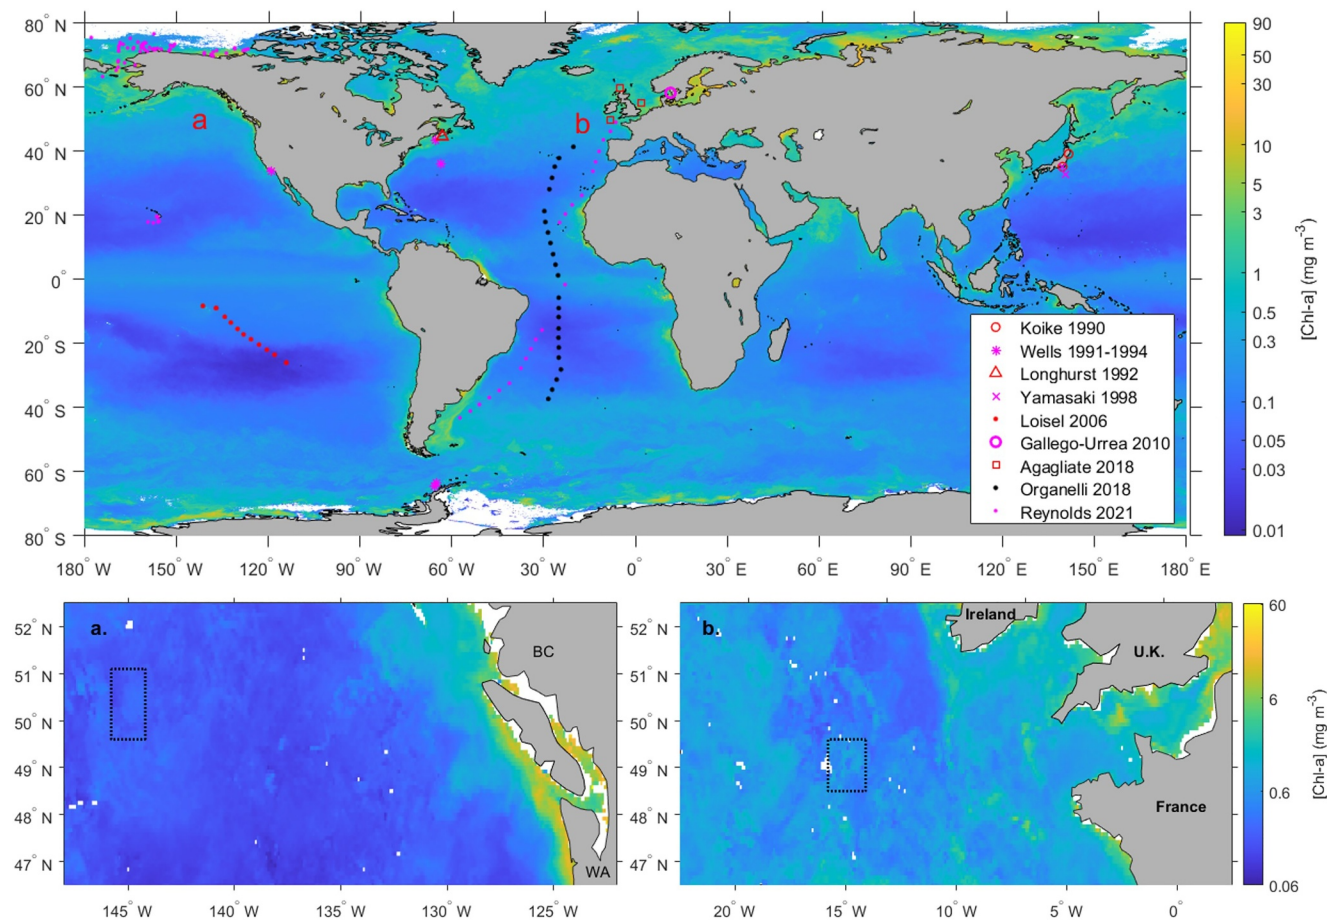 80° N
60° N
40° N
20° N
0°
20° S
40° S
60° S
80° S
180° W
150° W
120° W
90° W
60° W
30° W
0°
30° E
60° E
90° E
120° E
150° E
180° E
a
b
Koike 1990
Wells 1991-1994
Longhurst 1992
Yamasaki 1998
Loisel 2006
Gallego-Urrea 2010
Agagliate 2018
Organelli 2018
Reynolds 2021
90
50
30
10
5
3
1
0.5
0.3
0.1
0.05
0.03
0.01
[Chl-a] (mg m⁻³)
a.
BC
WA
52° N
51° N
50° N
49° N
48° N
47° N
145° W
140° W
135° W
130° W
125° W
b.
Ireland
U.K.
France
52° N
51° N
50° N
49° N
48° N
47° N
20° W
15° W
10° W
5° W
0°
60
6
0.6
0.06
[Chl-a] (mg m⁻³)